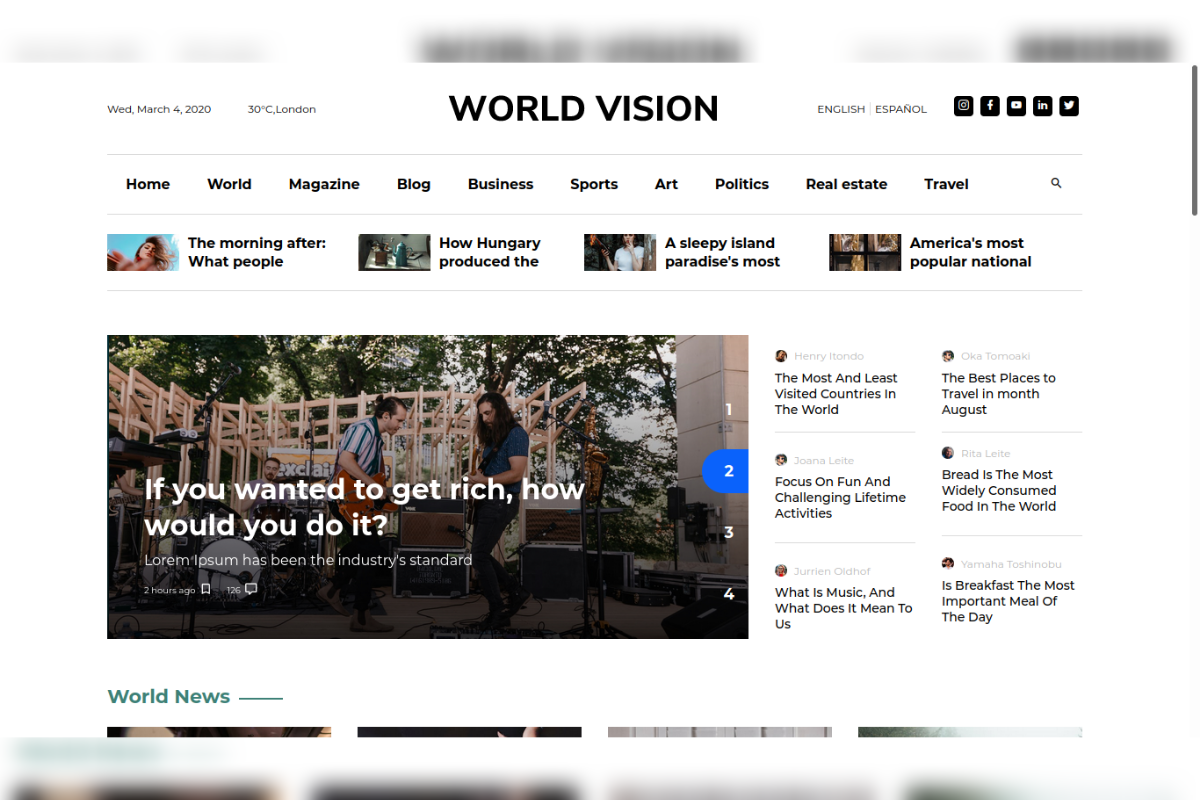 Wed, March 4, 2020
30°C,London
WORLD VISION
ENGLISH
ESPAÑOL
Home
World
Magazine
Blog
Business
Sports
Art
Politics
Real estate
Travel
The morning after:
What people
How Hungary
produced the
A sleepy island
paradise's most
America's most
popular national
exclai
If you wanted to get rich, how
would you do it?
Lorem Ipsum has been the industry's standard
2 hours ago
126
1
2
3
4
Henry Itondo
The Most And Least
Visited Countries In
The World
Joana Leite
Focus On Fun And
Challenging Lifetime
Activities
Jurrien Oldhof
What Is Music, And
What Does It Mean To
Us
Oka Tomoaki
The Best Places to
Travel in month
August
Rita Leite
Bread Is The Most
Widely Consumed
Food In The World
Yamaha Toshinobu
Is Breakfast The Most
Important Meal Of
The Day
World News